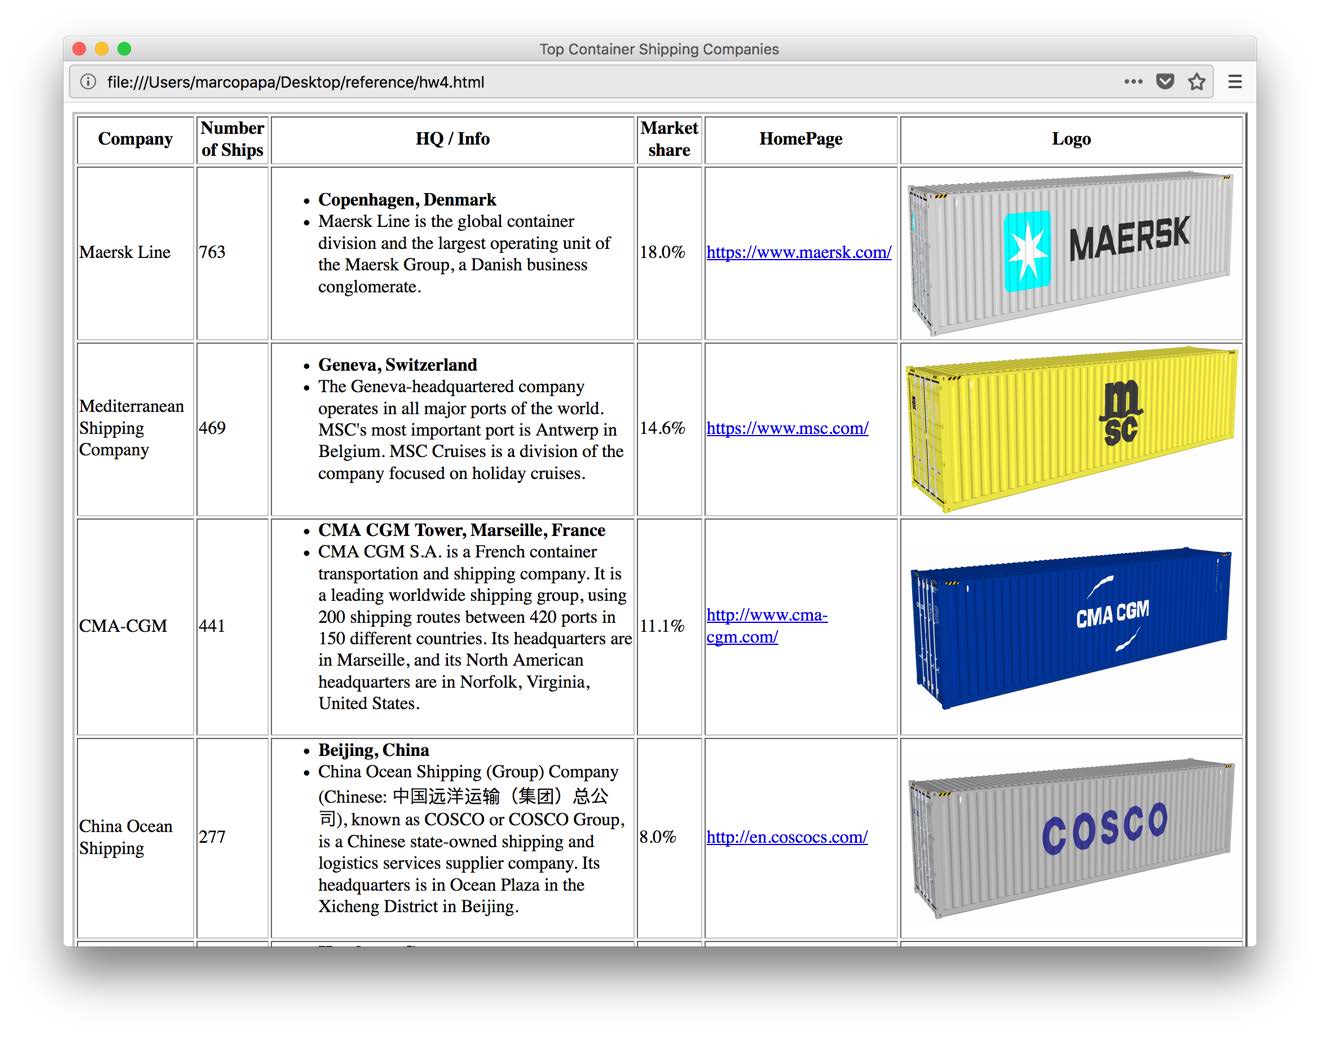 Top Container Shipping Companies
file:///Users/marcopapa/Desktop/reference/hw4.html
Company
Number
of Ships
HQ / Info
Market
share
HomePage
Logo
Maersk Line
763
Copenhagen, Denmark
Maersk Line is the global container
division and the largest operating unit of
the Maersk Group, a Danish business
conglomerate.
18.0%
https://www.maersk.com/
MAERSK
Mediterranean
Shipping
Company
469
Geneva, Switzerland
The Geneva-headquartered company
operates in all major ports of the world.
MSC's most important port is Antwerp in
Belgium. MSC Cruises is a division of the
company focused on holiday cruises.
14.6%
https://www.msc.com/
m
sc
CMA-CGM
441
CMA CGM Tower, Marseille, France
CMA CGM S.A. is a French container
transportation and shipping company. It is
a leading worldwide shipping group, using
200 shipping routes between 420 ports in
150 different countries. Its headquarters are
in Marseille, and its North American
headquarters are in Norfolk, Virginia,
United States.
11.1%
http://www.cma-
cgm.com/
CMA CGM
China Ocean
Shipping
277
Beijing, China
China Ocean Shipping (Group) Company
(Chinese: 中国远洋运输（集团）总公
司), known as COSCO or COSCO Group,
is a Chinese state-owned shipping and
logistics services supplier company. Its
headquarters is in Ocean Plaza in the
Xicheng District in Beijing.
8.0%
http://en.coscocs.com/
COSCO